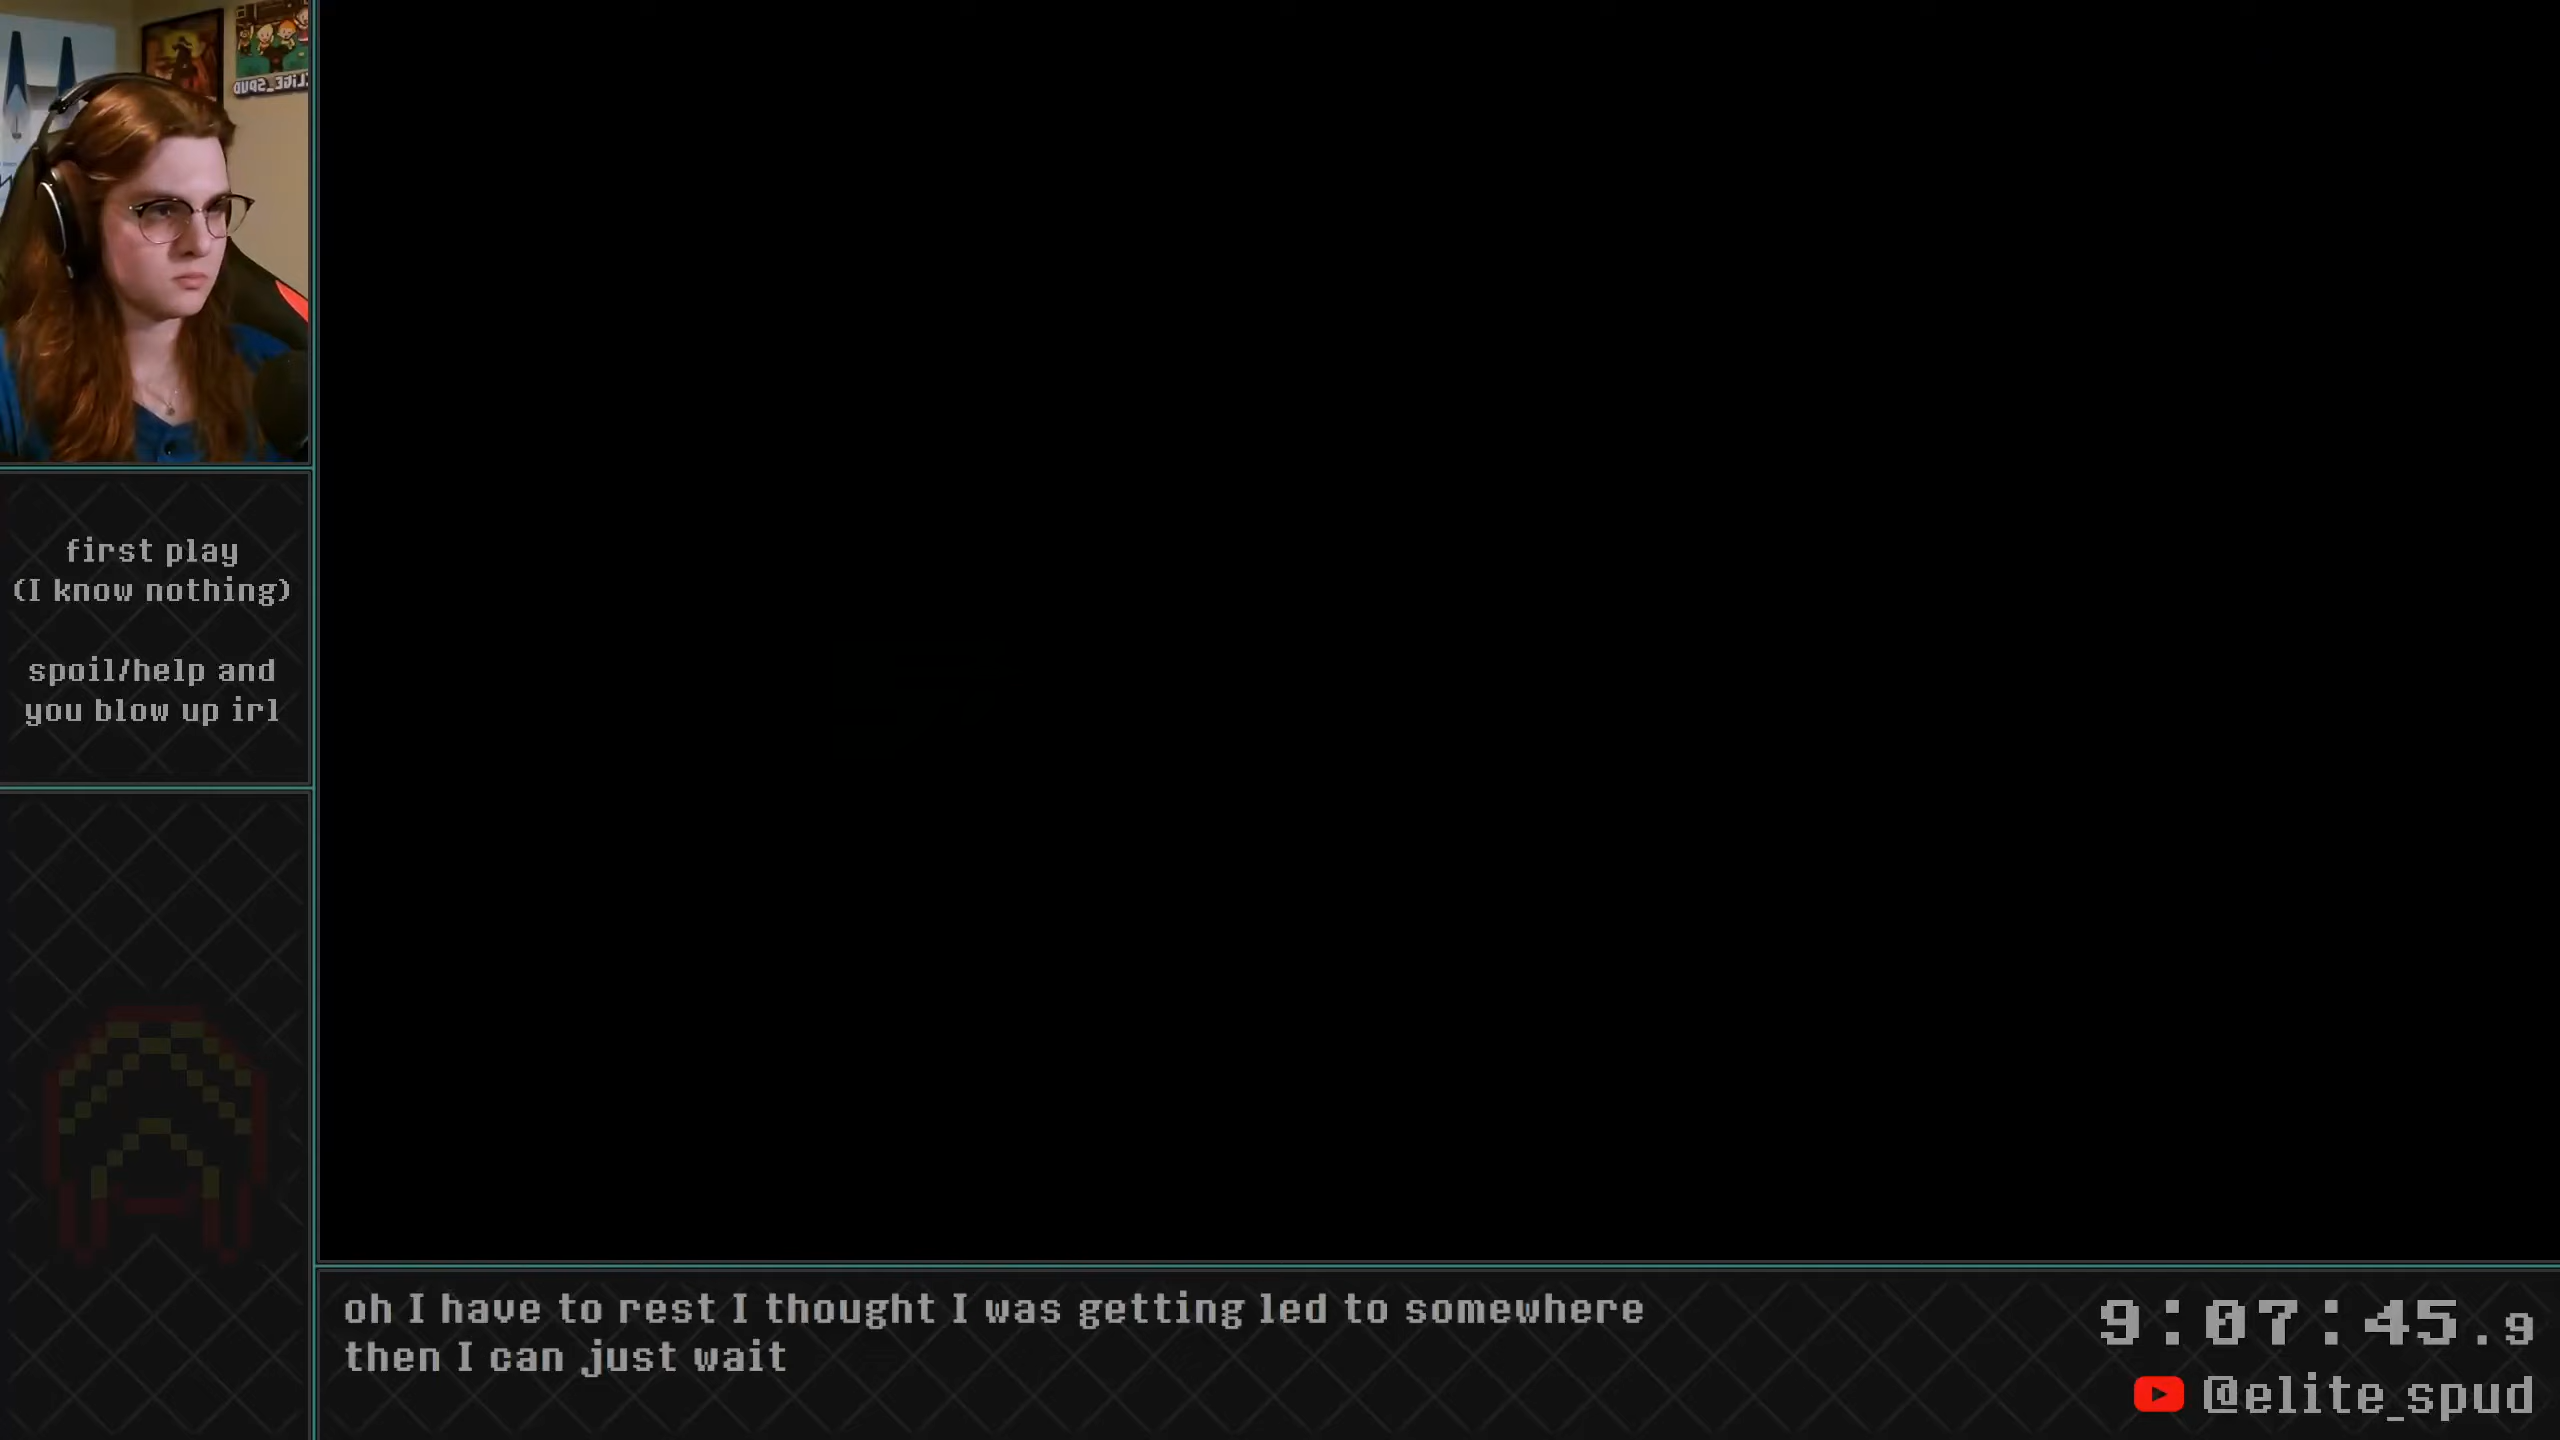 ELiTE_SPUD
first play
(I know nothing)
spoil/help and
you blow up irl
oh I have to rest I thought I was getting led to somewhere
then I can just wait
9:07:45.9
@elite_spud